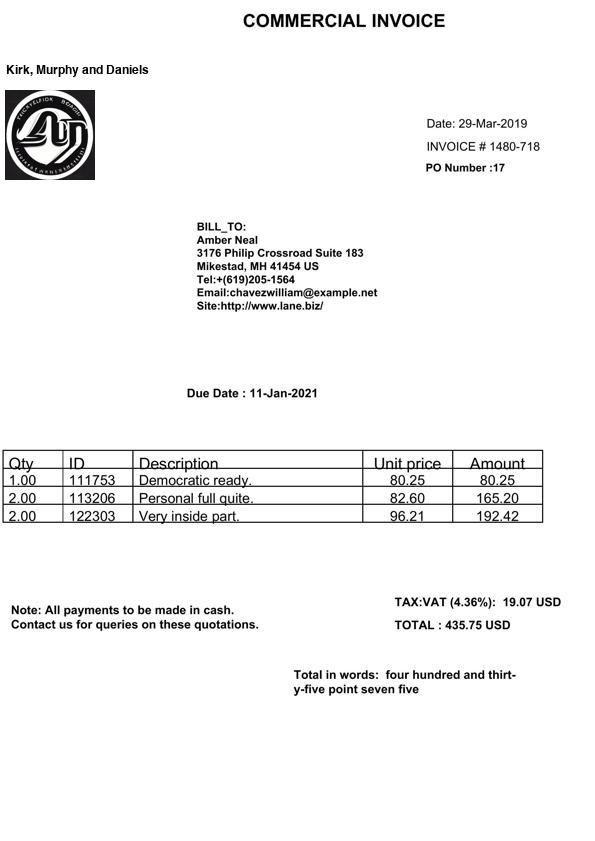 COMMERCIAL INVOICE
Kirk, Murphy and Daniels
Date: 29-Mar-2019
INVOICE # 1480-718
PO Number :17
BILL_TO:
Amber Neal
3176 Philip Crossroad Suite 183
Mikestad, MH 41454 US
Tel:+(619)205-1564
Email:chavezwilliam@example.net
Site:http://www.lane.biz/
Due Date : 11-Jan-2021
Qty ID Description Unit price Amount
1.00 111753 Democratic ready. 80.25 80.25
2.00 113206 Personal full quite. 82.60 165.20
2.00 122303 Very inside part. 96.21 192.42
TAX:VAT (4.36%): 19.07 USD
Note: All payments to be made in cash.
Contact us for queries on these quotations.
TOTAL : 435.75 USD
Total in words: four hundred and thirt-
y-five point seven five